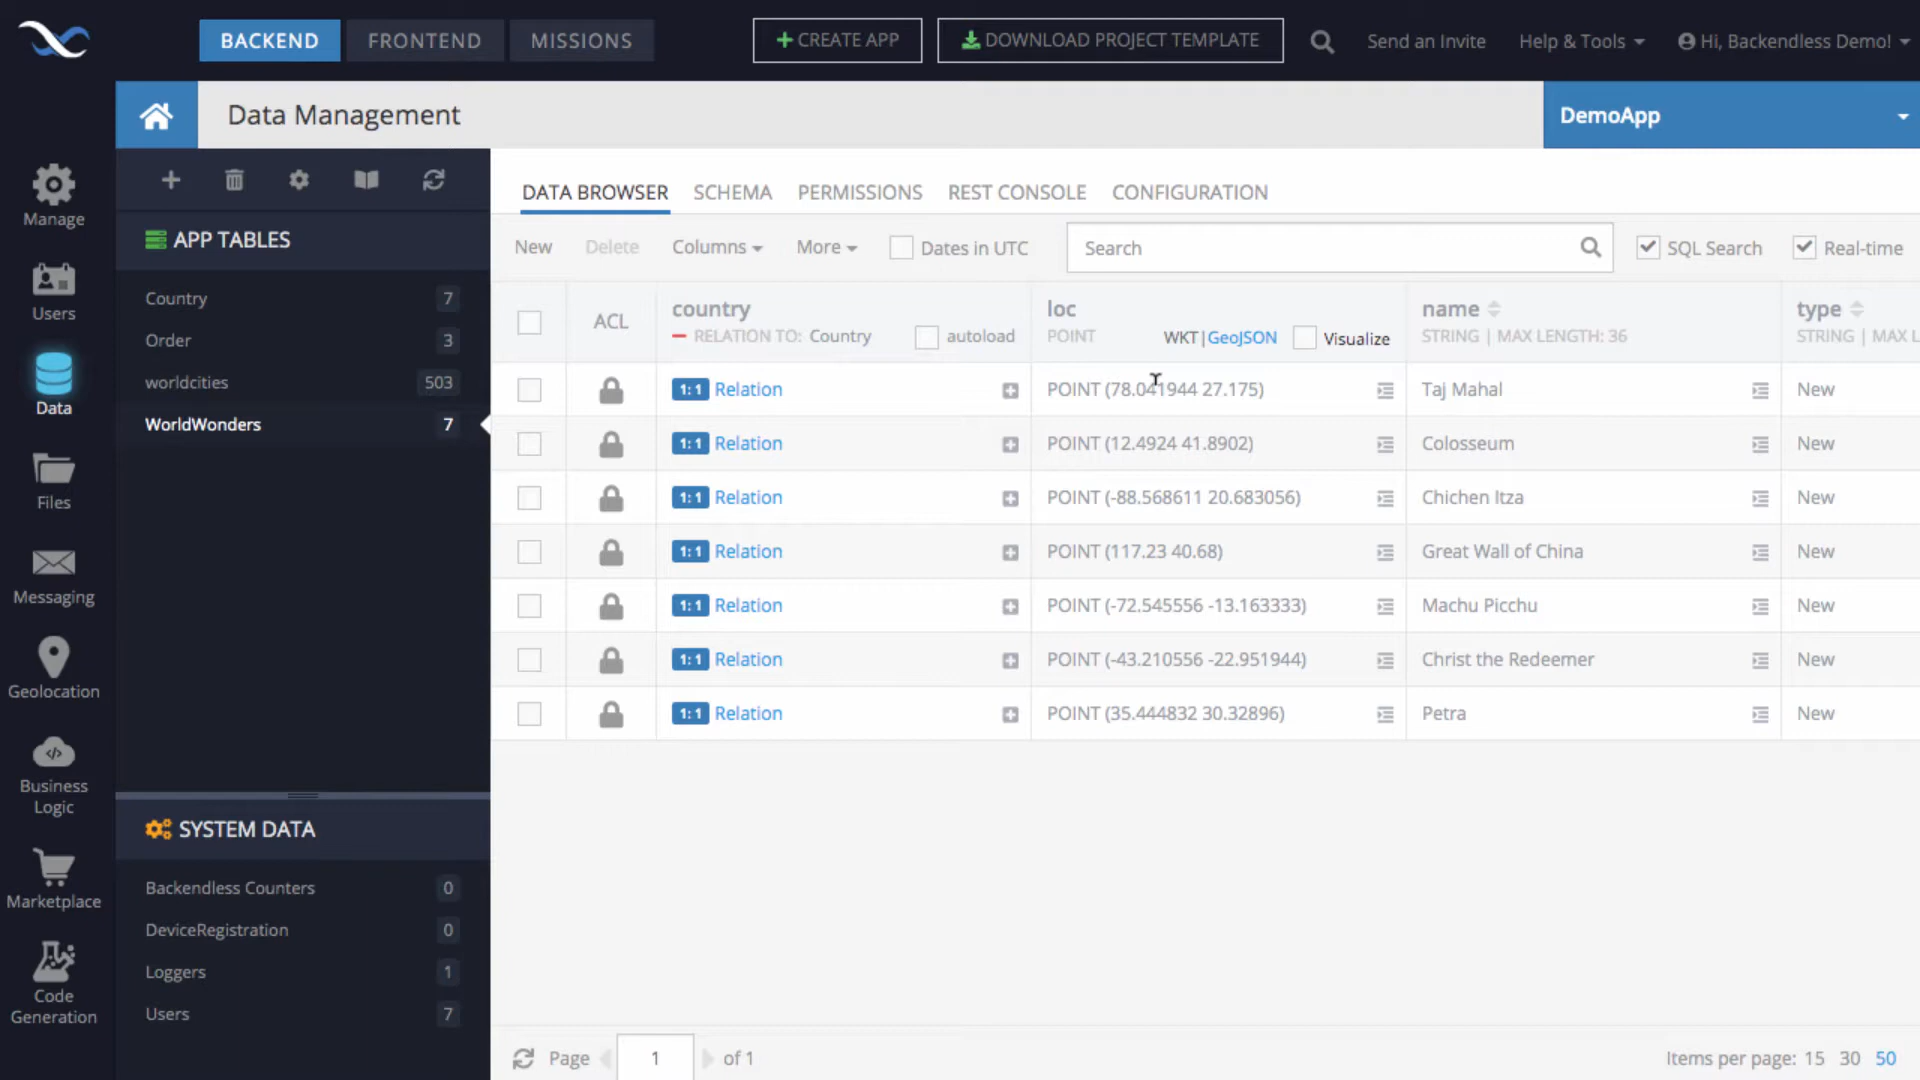 BACKEND FRONTEND MISSIONS + CREATE APP DOWNLOAD PROJECT TEMPLATE Send an Invite Help & Tools Hi, Backendless Demo!
Data Management DemoApp
Manage
Users
Data
Files
Messaging
Geolocation
Business
Logic
Marketplace
Code
Generation
APP TABLES
Country 7
Order 3
worldcities 503
WorldWonders 7
SYSTEM DATA
Backendless Counters 0
DeviceRegistration 0
Loggers 1
Users 7
DATA BROWSER SCHEMA PERMISSIONS REST CONSOLE CONFIGURATION
New Delete Columns More Dates in UTC Search SQL Search Real-time
ACL country loc name type
RELATION TO: Country autoload POINT WKT|GeoJSON Visualize STRING | MAX LENGTH: 36 STRING | MAX L
1:1 Relation POINT (78.041944 27.175) Taj Mahal New
1:1 Relation POINT (12.4924 41.8902) Colosseum New
1:1 Relation POINT (-88.568611 20.683056) Chichen Itza New
1:1 Relation POINT (117.23 40.68) Great Wall of China New
1:1 Relation POINT (-72.545556 -13.163333) Machu Picchu New
1:1 Relation POINT (-43.210556 -22.951944) Christ the Redeemer New
1:1 Relation POINT (35.444832 30.32896) Petra New
Page 1 of 1 Items per page: 15 30 50